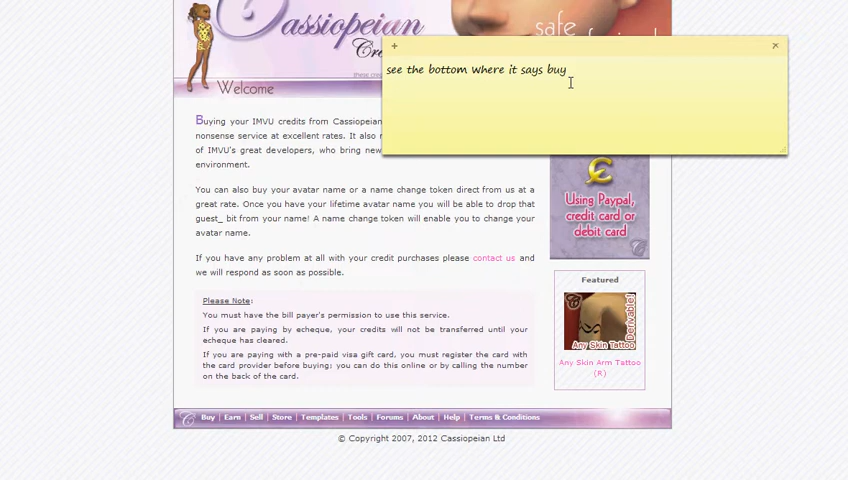 Cassiopeian
Cre
safe
these cre
see the bottom Where it says buy
Welcome
Buying your IMVU credits from Cassiopeian
nonsense service at excellent rates. It also
of IMVU's great developers, who bring new
environment.
You can also buy your avatar name or a name change token direct from us at a
great rate. Once you have your lifetime avatar name you will be able to drop that
guest_ bit from your name! A name change token will enable you to change your
avatar name.
If you have any problem at all with your credit purchases please contact us and
we will respond as soon as possible.
Please Note:
You must have the bill payer's permission to use this service.
If you are paying by echeque, your credits will not be transferred until your
echeque has cleared.
If you are paying with a pre-paid visa gift card, you must register the card with
the card provider before buying; you can do this online or by calling the number
on the back of the card.
Using Paypal,
credit card or
debit card
Featured
Derivable!
Any Skin Tattoo
Any Skin Arm Tattoo
(R)
Buy | Earn | Sell | Store | Templates | Tools | Forums | About | Help | Terms & Conditions
© Copyright 2007, 2012 Cassiopeian Ltd